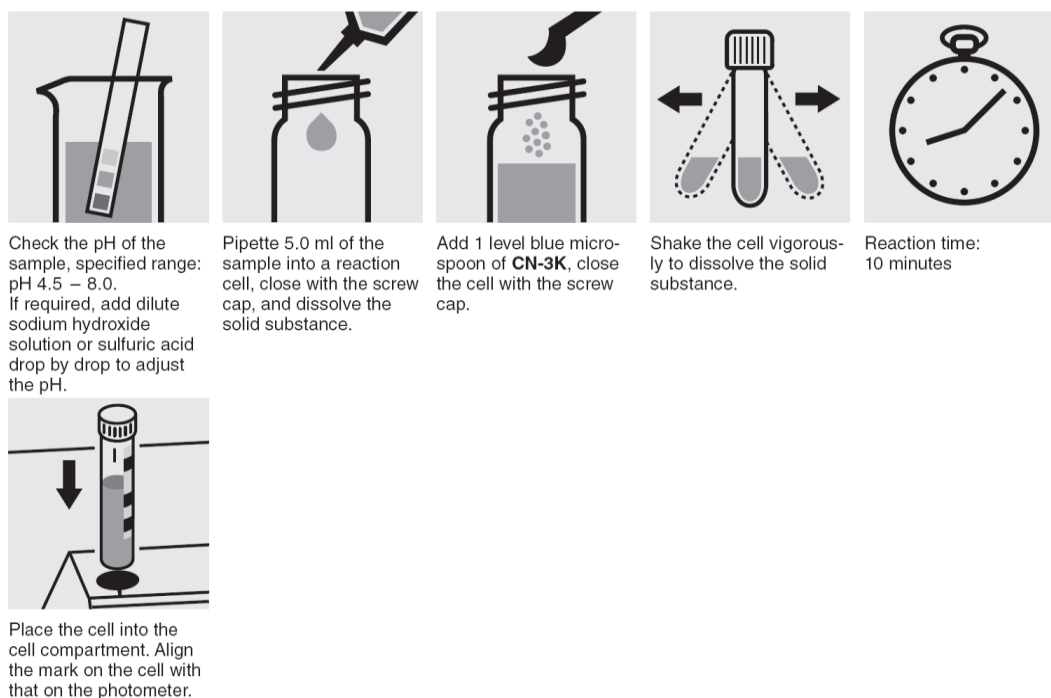 Check the pH of the
sample, specified range:
pH 4.5 – 8.0.
If required, add dilute
sodium hydroxide
solution or sulfuric acid
drop by drop to adjust
the pH.
Pipette 5.0 ml of the
sample into a reaction
cell, close with the screw
cap, and dissolve the
solid substance.
Add 1 level blue micro-
spoon of CN-3K, close
the cell with the screw
cap.
Shake the cell vigorous-
ly to dissolve the solid
substance.
Reaction time:
10 minutes
Place the cell into the
cell compartment. Align
the mark on the cell with
that on the photometer.